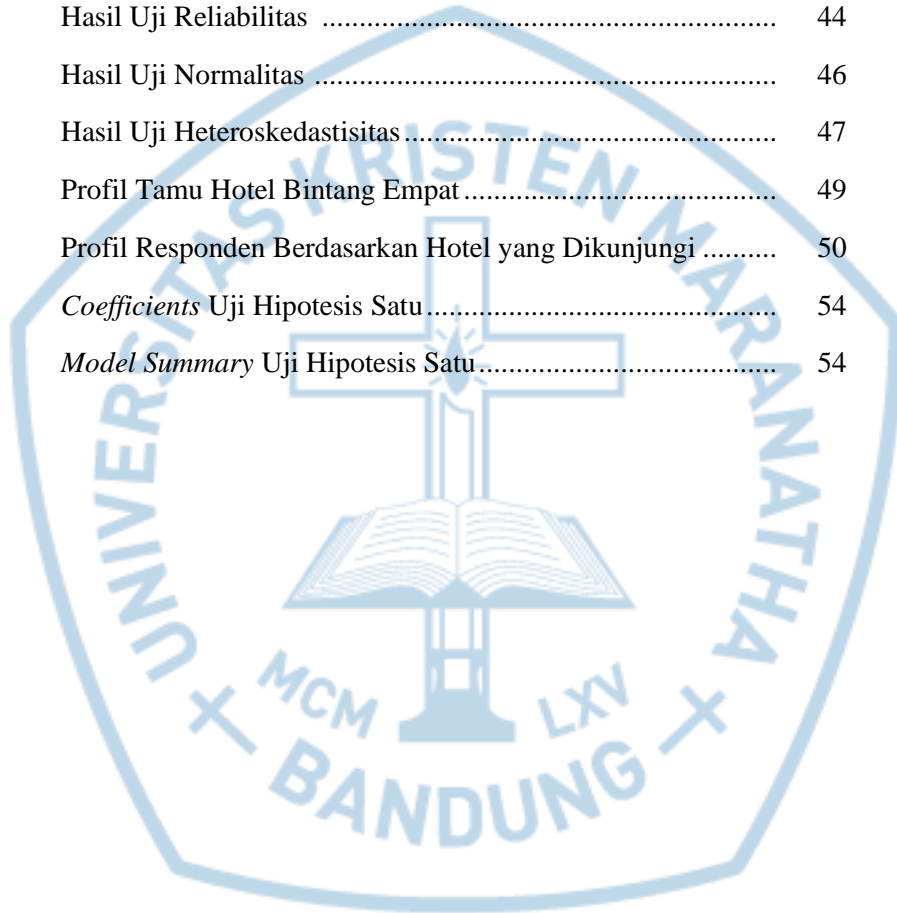 Hasil Uji Reliabilitas ............................................................. 44
Hasil Uji Normalitas .............................................................. 46
Hasil Uji Heteroskedastisitas.................................................. 47
Profil Tamu Hotel Bintang Empat.......................................... 49
Profil Responden Berdasarkan Hotel yang Dikunjungi .......... 50
Coefficients Uji Hipotesis Satu............................................... 54
Model Summary Uji Hipotesis Satu........................................ 54
UNIVERSITAS KRISTEN MARANATHA
MCM LXV
BANDUNG